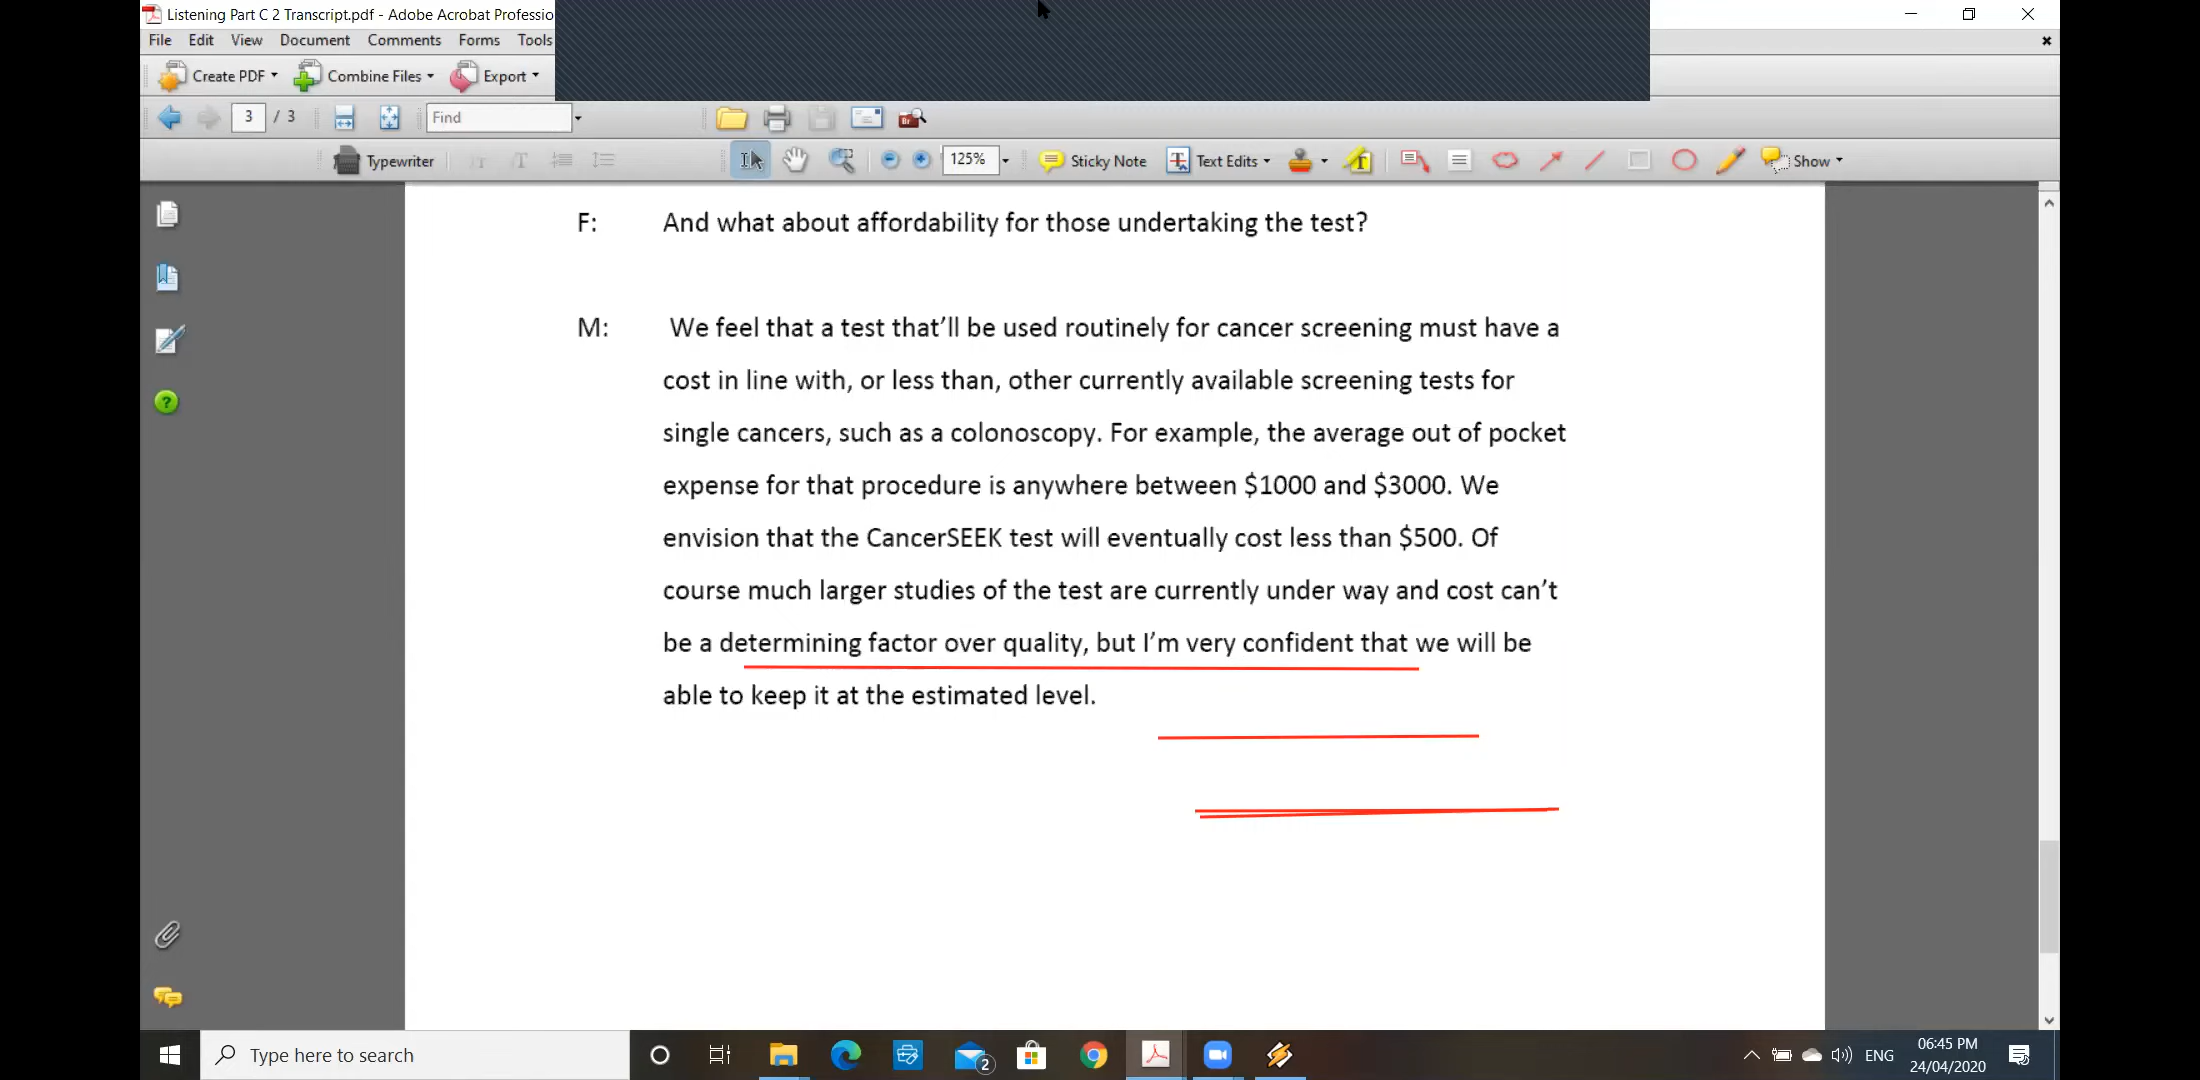 Listening Part C 2 Transcript.pdf - Adobe Acrobat Professio
File Edit View Document Comments Forms Tools
Create PDF Combine Files Export
3 / 3 Find
Typewriter 125% Sticky Note Text Edits Show
F: And what about affordability for those undertaking the test?
M: We feel that a test that’ll be used routinely for cancer screening must have a
cost in line with, or less than, other currently available screening tests for
single cancers, such as a colonoscopy. For example, the average out of pocket
expense for that procedure is anywhere between $1000 and $3000. We
envision that the CancerSEEK test will eventually cost less than $500. Of
course much larger studies of the test are currently under way and cost can’t
be a determining factor over quality, but I’m very confident that we will be
able to keep it at the estimated level.
Type here to search 2 ENG 06:45 PM
24/04/2020